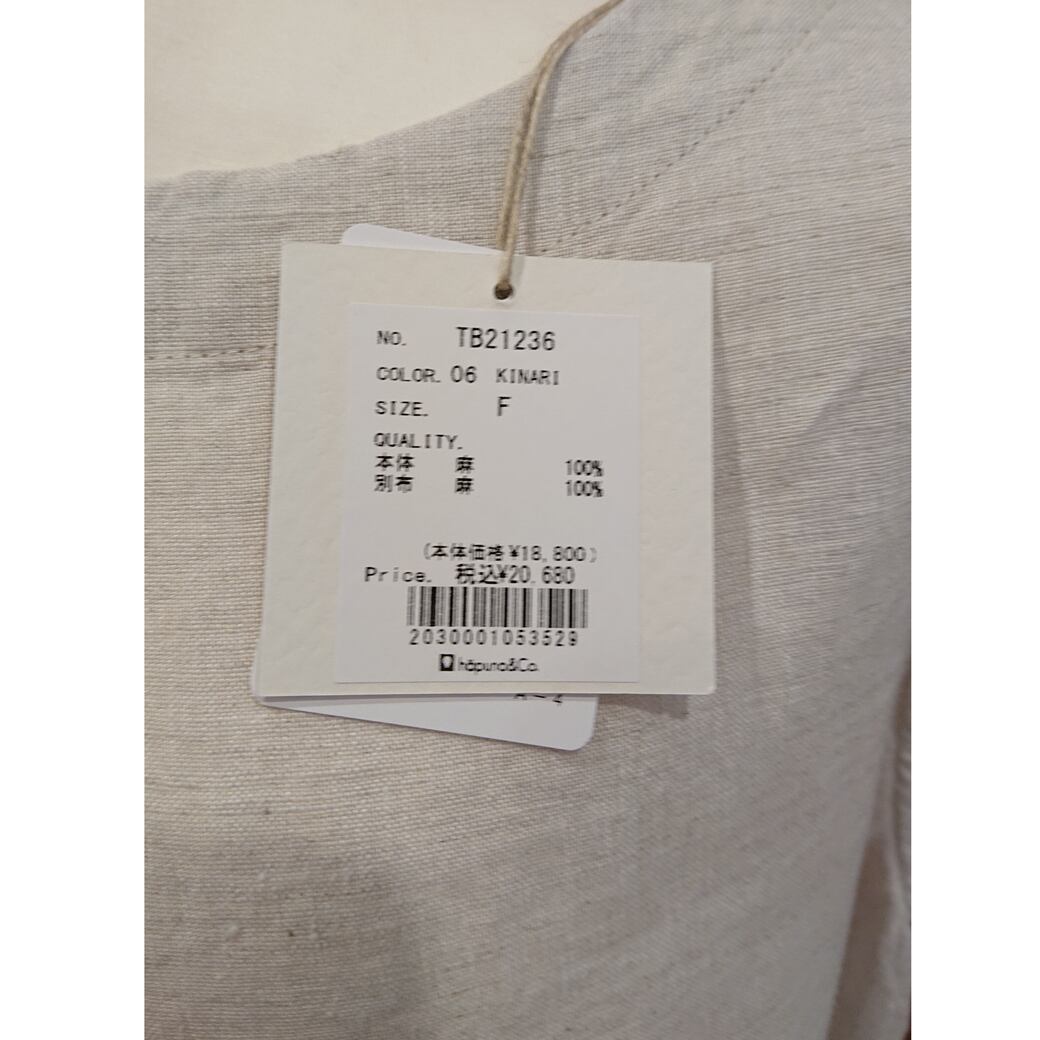 NO. TB21236
COLOR. 06 KINARI
SIZE. F
QUALITY.
本体 麻 100%
別布 麻 100%
(本体価格¥18,800)
Price. 税込¥20,680
2030001053529
häpuno&Co.